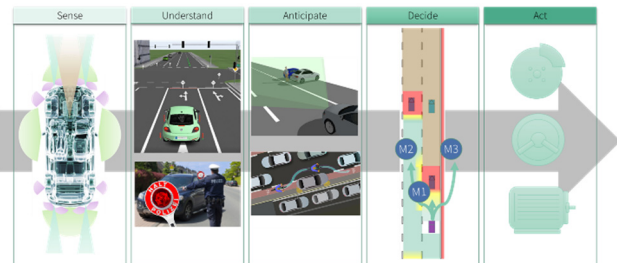 Sense
Understand
Anticipate
Decide
Act
HALT
POLIZEI
M2
M3
M1